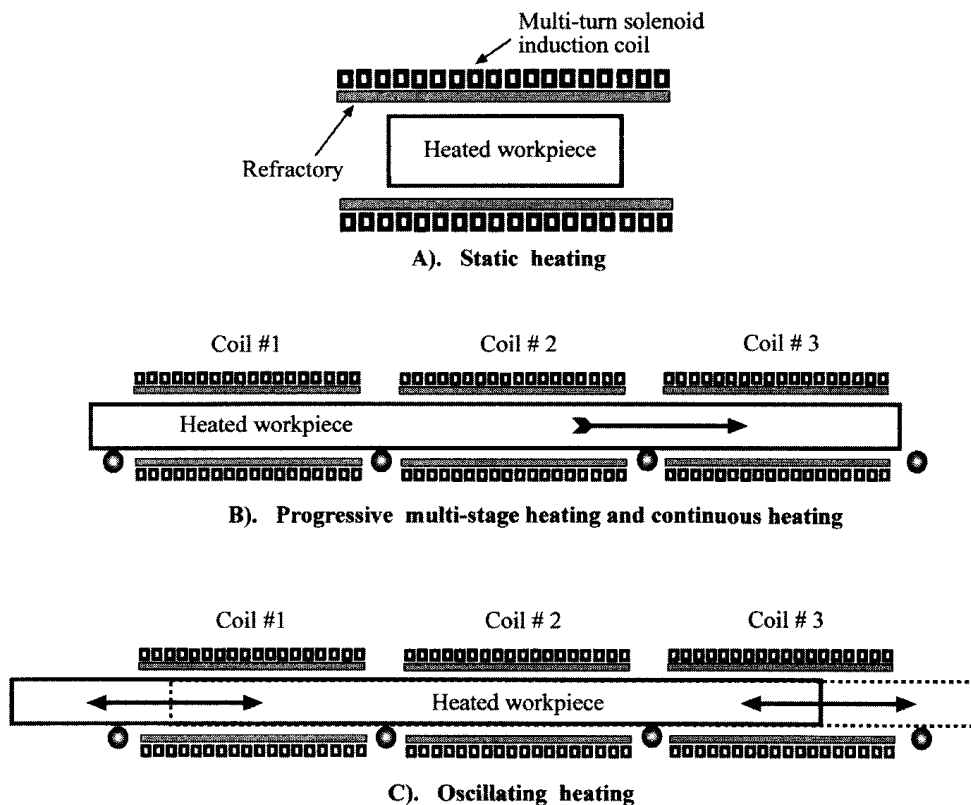 Multi-turn solenoid
induction coil
Refractory
Heated workpiece
A). Static heating
Coil #1
Coil # 2
Coil # 3
Heated workpiece
B). Progressive multi-stage heating and continuous heating
Coil #1
Coil # 2
Coil # 3
Heated workpiece
C). Oscillating heating